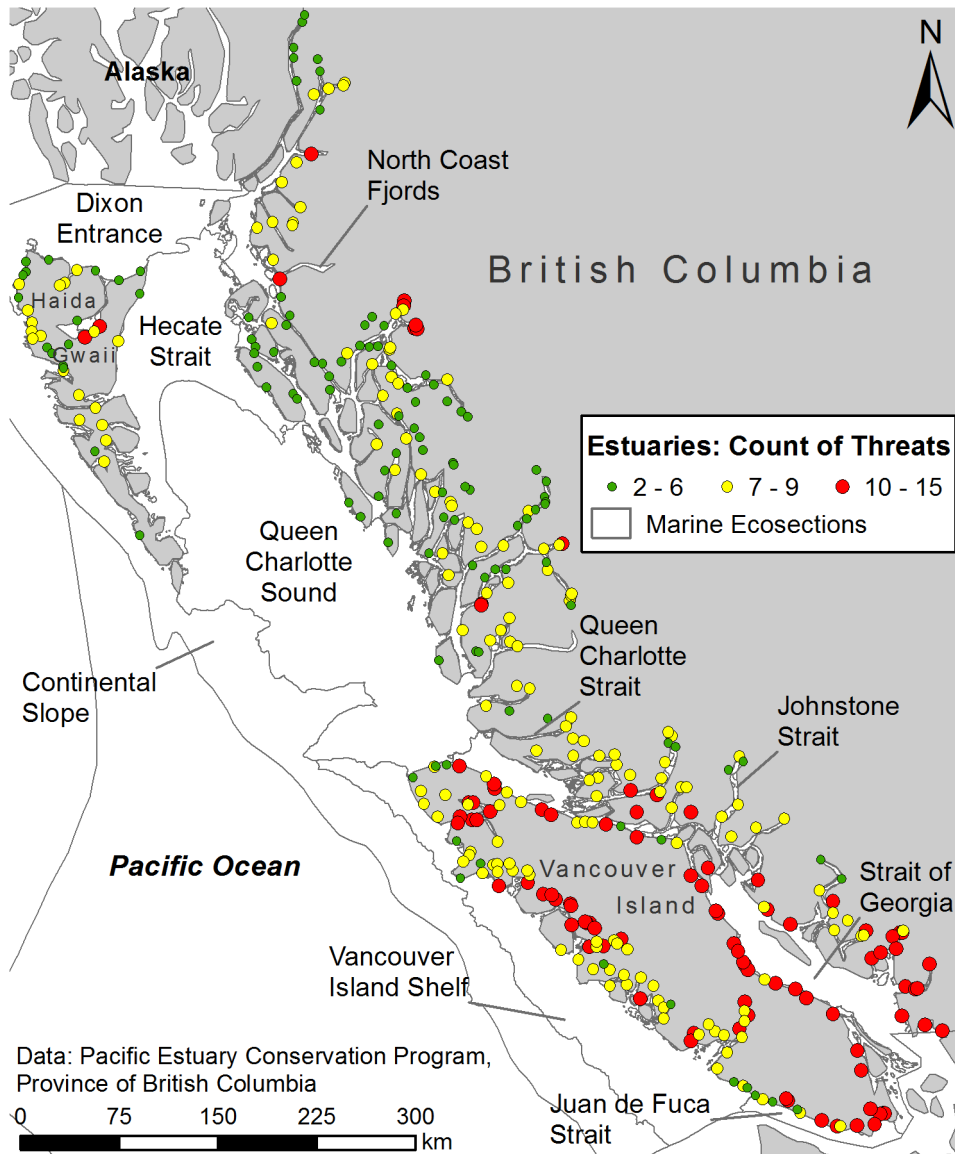 N
Alaska
North Coast
Fjords
Dixon
Entrance
British Columbia
Haida
Gwaii
Hecate
Strait
Estuaries: Count of Threats
2 - 6
7 - 9
10 - 15
Marine Ecosections
Queen
Charlotte
Sound
Queen
Charlotte
Strait
Continental
Slope
Johnstone
Strait
Pacific Ocean
Vancouver
Island
Strait of
Georgia
Vancouver
Island Shelf
Data: Pacific Estuary Conservation Program,
Province of British Columbia
Juan de Fuca
Strait
0 75 150 225 300
km